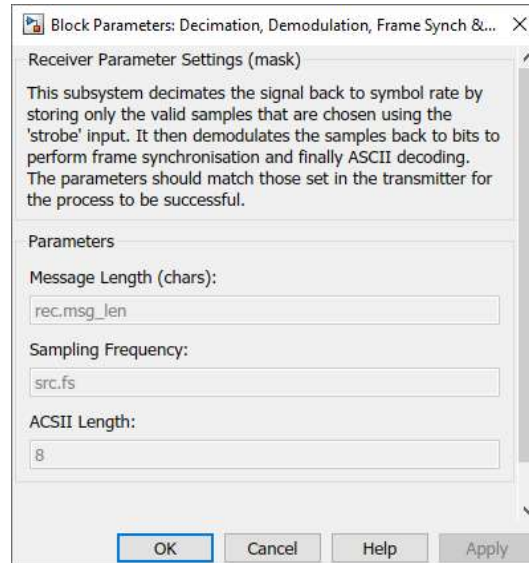 Block Parameters: Decimation, Demodulation, Frame Synch &...
Receiver Parameter Settings (mask)
This subsystem decimates the signal back to symbol rate by
storing only the valid samples that are chosen using the
'strobe' input. It then demodulates the samples back to bits to
perform frame synchronisation and finally ASCII decoding.
The parameters should match those set in the transmitter for
the process to be successful.
Parameters
Message Length (chars):
rec.msg_len
Sampling Frequency:
src.fs
ACSII Length:
8
OK Cancel Help Apply